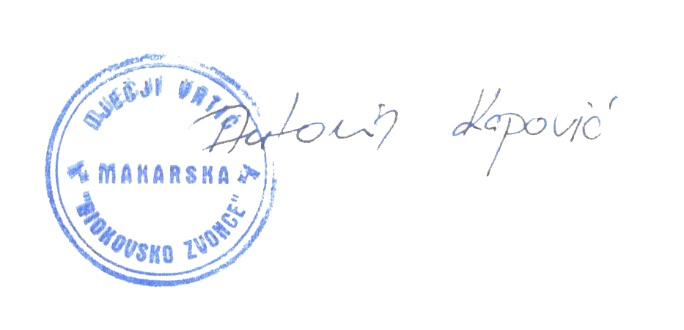 DJEČJI VRTIĆ
MAKARSKA
"BIOKOVSKO ZVONCE"
Kapović